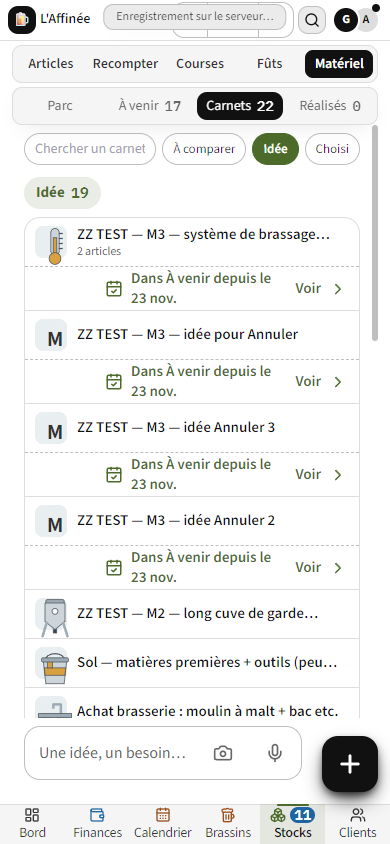 L'Affinée
Enregistrement sur le serveur…
G
A
Articles
Recompter
Courses
Fûts
Matériel
Parc
À venir 17
Carnets 22
Réalisés 0
Chercher un carnet
À comparer
Idée
Choisi
Idée 19
ZZ TEST — M3 — système de brassage…
2 articles
Dans À venir depuis le
23 nov.
Voir
M
ZZ TEST — M3 — idée pour Annuler
Dans À venir depuis le
23 nov.
Voir
M
ZZ TEST — M3 — idée Annuler 3
Dans À venir depuis le
23 nov.
Voir
M
ZZ TEST — M3 — idée Annuler 2
Dans À venir depuis le
23 nov.
Voir
ZZ TEST — M2 — long cuve de garde…
Sol — matières premières + outils (peu…
Achat brasserie : moulin à malt + bac etc.
Une idée, un besoin…
Bord
Finances
Calendrier
Brassins
11
Stocks
Clients